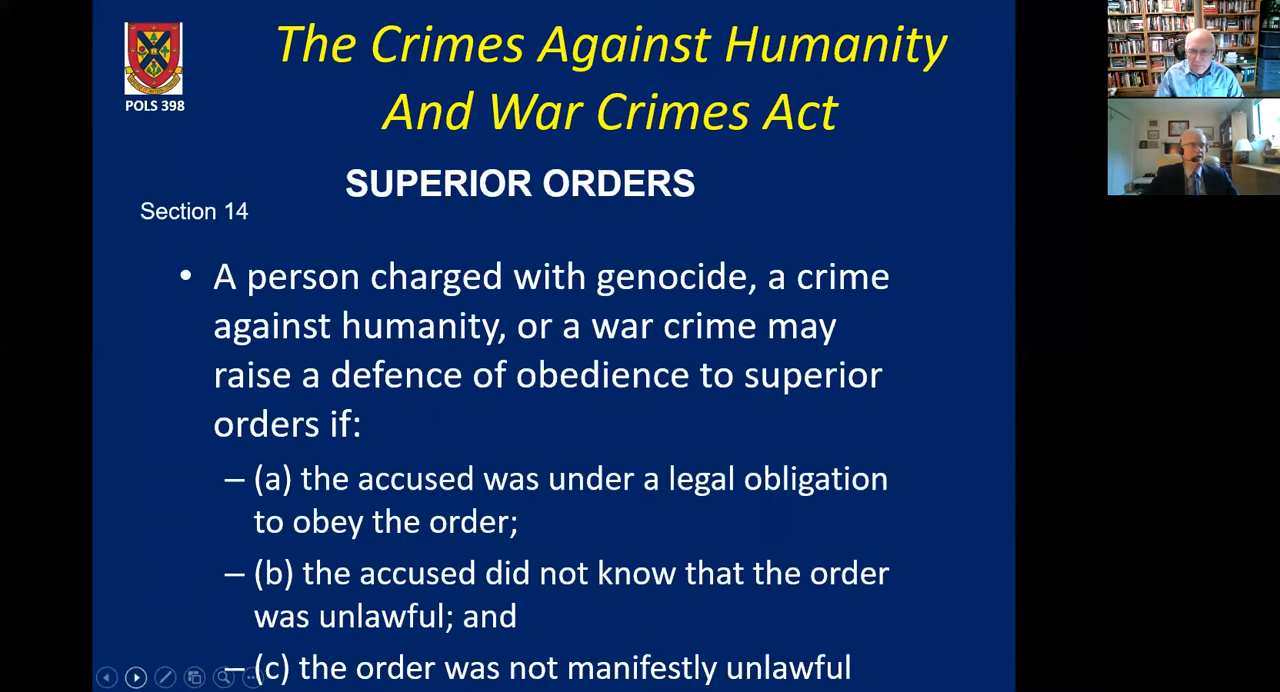 The Crimes Against Humanity
And War Crimes Act
POLS 398
SUPERIOR ORDERS
Section 14
• A person charged with genocide, a crime
against humanity, or a war crime may
raise a defence of obedience to superior
orders if:
– (a) the accused was under a legal obligation
to obey the order;
– (b) the accused did not know that the order
was unlawful; and
– (c) the order was not manifestly unlawful